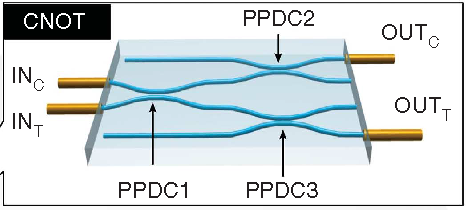 CNOT
PPDC2
OUTC
INC
OUTT
INT
PPDC1 PPDC3